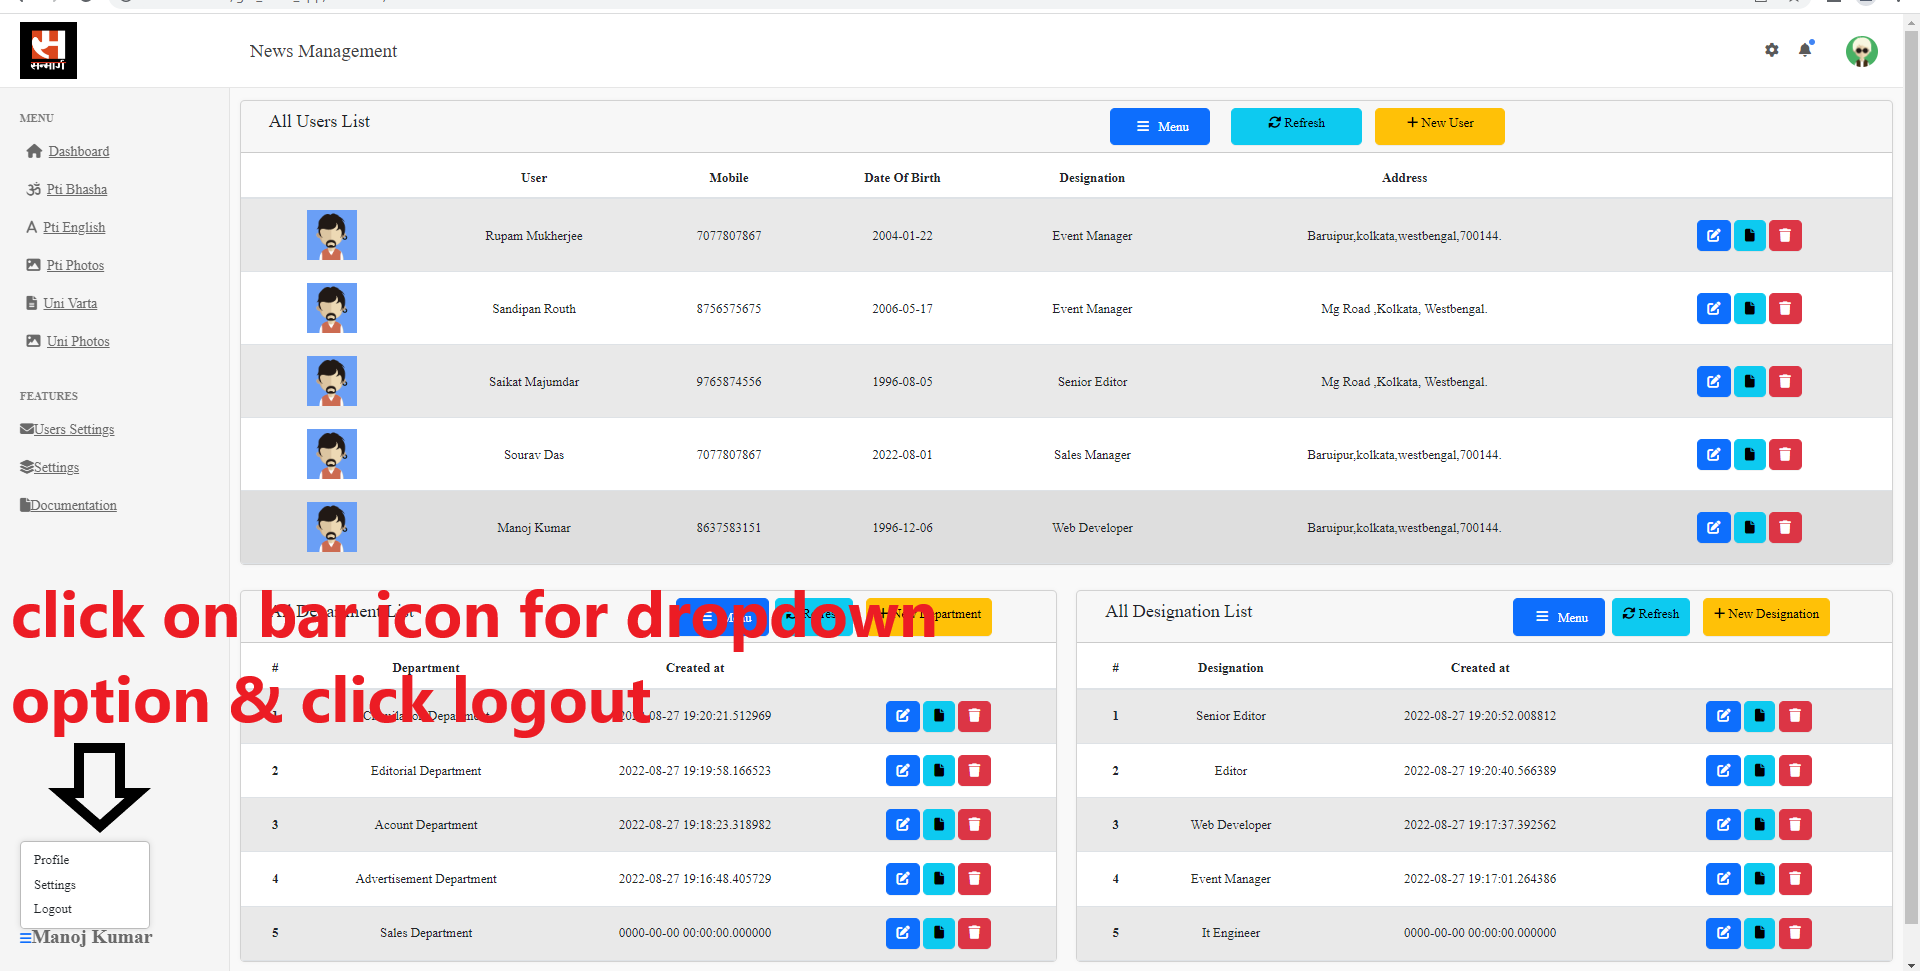 सन्मार्ग
News Management
MENU
Dashboard
Pti Bhasha
Pti English
Pti Photos
Uni Varta
Uni Photos
FEATURES
Users Settings
Settings
Documentation
All Users List
Menu
Refresh
New User
User Mobile Date Of Birth Designation Address
Rupam Mukherjee 7077807867 2004-01-22 Event Manager Baruipur,kolkata,westbengal,700144.
Sandipan Routh 8756575675 2006-05-17 Event Manager Mg Road ,Kolkata, Westbengal.
Saikat Majumdar 9765874556 1996-08-05 Senior Editor Mg Road ,Kolkata, Westbengal.
Sourav Das 7077807867 2022-08-01 Sales Manager Baruipur,kolkata,westbengal,700144.
Manoj Kumar 8637583151 1996-12-06 Web Developer Baruipur,kolkata,westbengal,700144.
click on bar icon for dropdown
option & click logout
All Department List
Menu
Refresh
New Department
# Department Created at
1 Department 2022-08-27 19:20:21.512969
2 Editorial Department 2022-08-27 19:19:58.166523
3 Acount Department 2022-08-27 19:18:23.318982
4 Advertisement Department 2022-08-27 19:16:48.405729
5 Sales Department 0000-00-00 00:00:00.000000
All Designation List
Menu
Refresh
New Designation
# Designation Created at
1 Senior Editor 2022-08-27 19:20:52.008812
2 Editor 2022-08-27 19:20:40.566389
3 Web Developer 2022-08-27 19:17:37.392562
4 Event Manager 2022-08-27 19:17:01.264386
5 It Engineer 0000-00-00 00:00:00.000000
Profile
Settings
Logout
Manoj Kumar